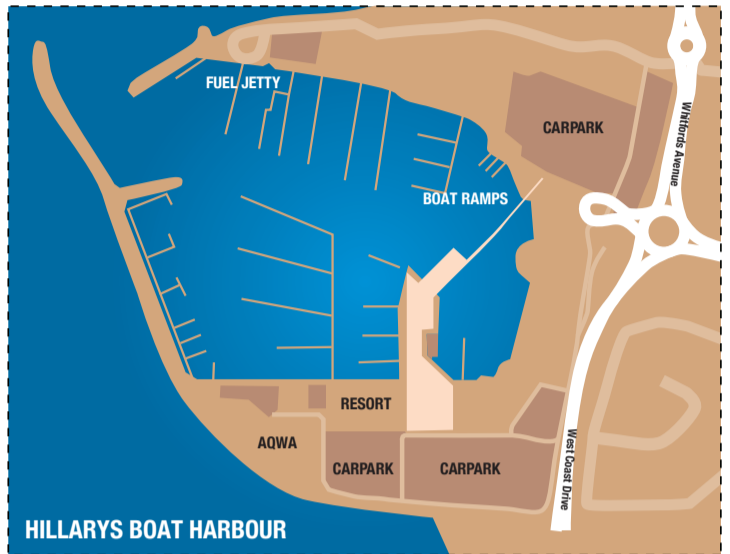 FUEL JETTY
CARPARK
Whitfords Avenue
BOAT RAMPS
RESORT
AQWA
CARPARK
CARPARK
West Coast Drive
HILLARYS BOAT HARBOUR